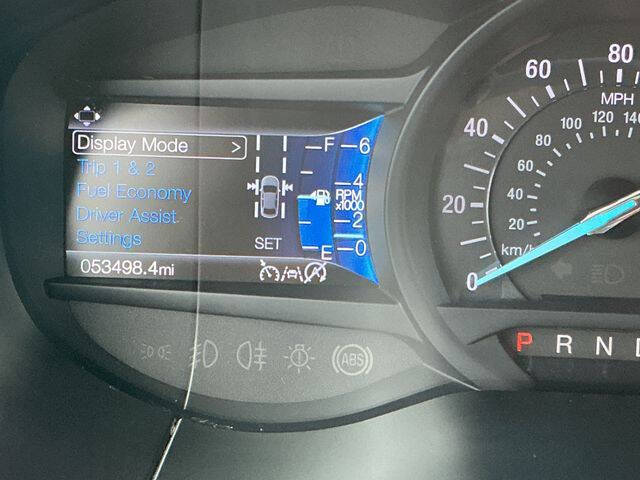 Display Mode >
Trip 1 & 2
Fuel Economy
Driver Assist
Settings
053498.4mi
SET
F
E
6
4
RPM
x1000
2
0
80
60
MPH
40
20
0
140
120
100
80
60
40
20
km/h
P R N D
ABS